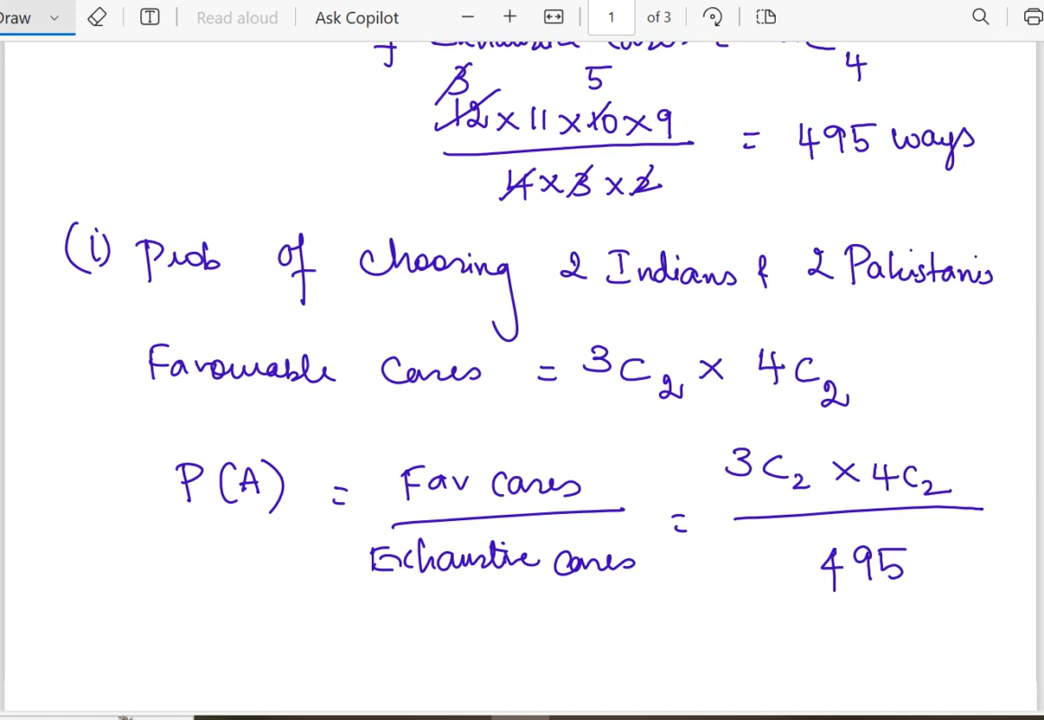 Draw Read aloud Ask Copilot 1 of 3
4
3 5
12 x 11 x 10 x 9
= 495 ways
4 x 3 x 2
(i) Prob of choosing 2 Indians & 2 Pakistanis
Favourable Cases = 3C2 x 4C2
P(A) = Fav cases = 3C2 x 4C2
Exhaustive cases 495